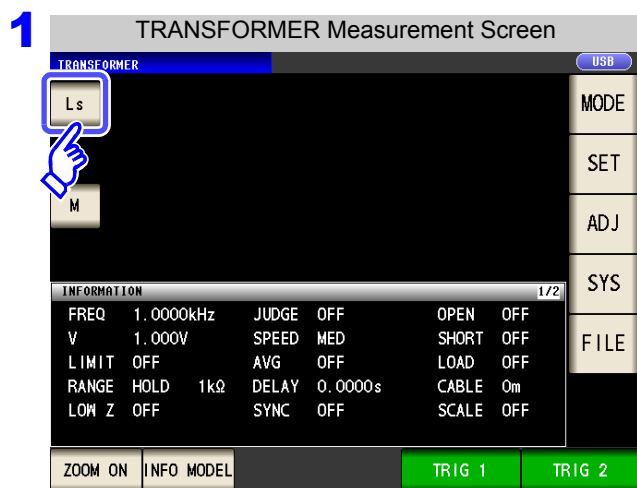 1 TRANSFORMER Measurement Screen
TRANSFORMER USB
Ls MODE
SET
M
ADJ
SYS
INFORMATION 1/2
FREQ 1.0000kHz JUDGE OFF OPEN OFF
V 1.000V SPEED MED SHORT OFF
FILE
LIMIT OFF AVG OFF LOAD OFF
RANGE HOLD 1kΩ DELAY 0.0000s CABLE 0m
LOW Z OFF SYNC OFF SCALE OFF
ZOOM ON INFO MODEL TRIG 1 TRIG 2